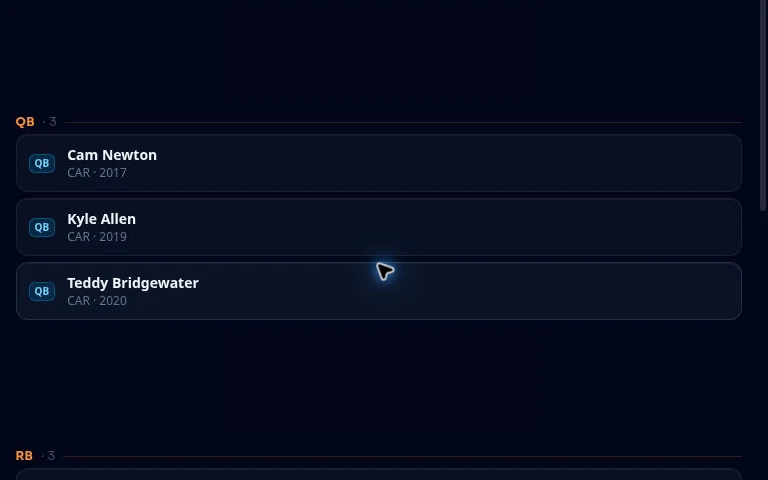 QB · 3
QB
Cam Newton
CAR · 2017
QB
Kyle Allen
CAR · 2019
QB
Teddy Bridgewater
CAR · 2020
RB · 3